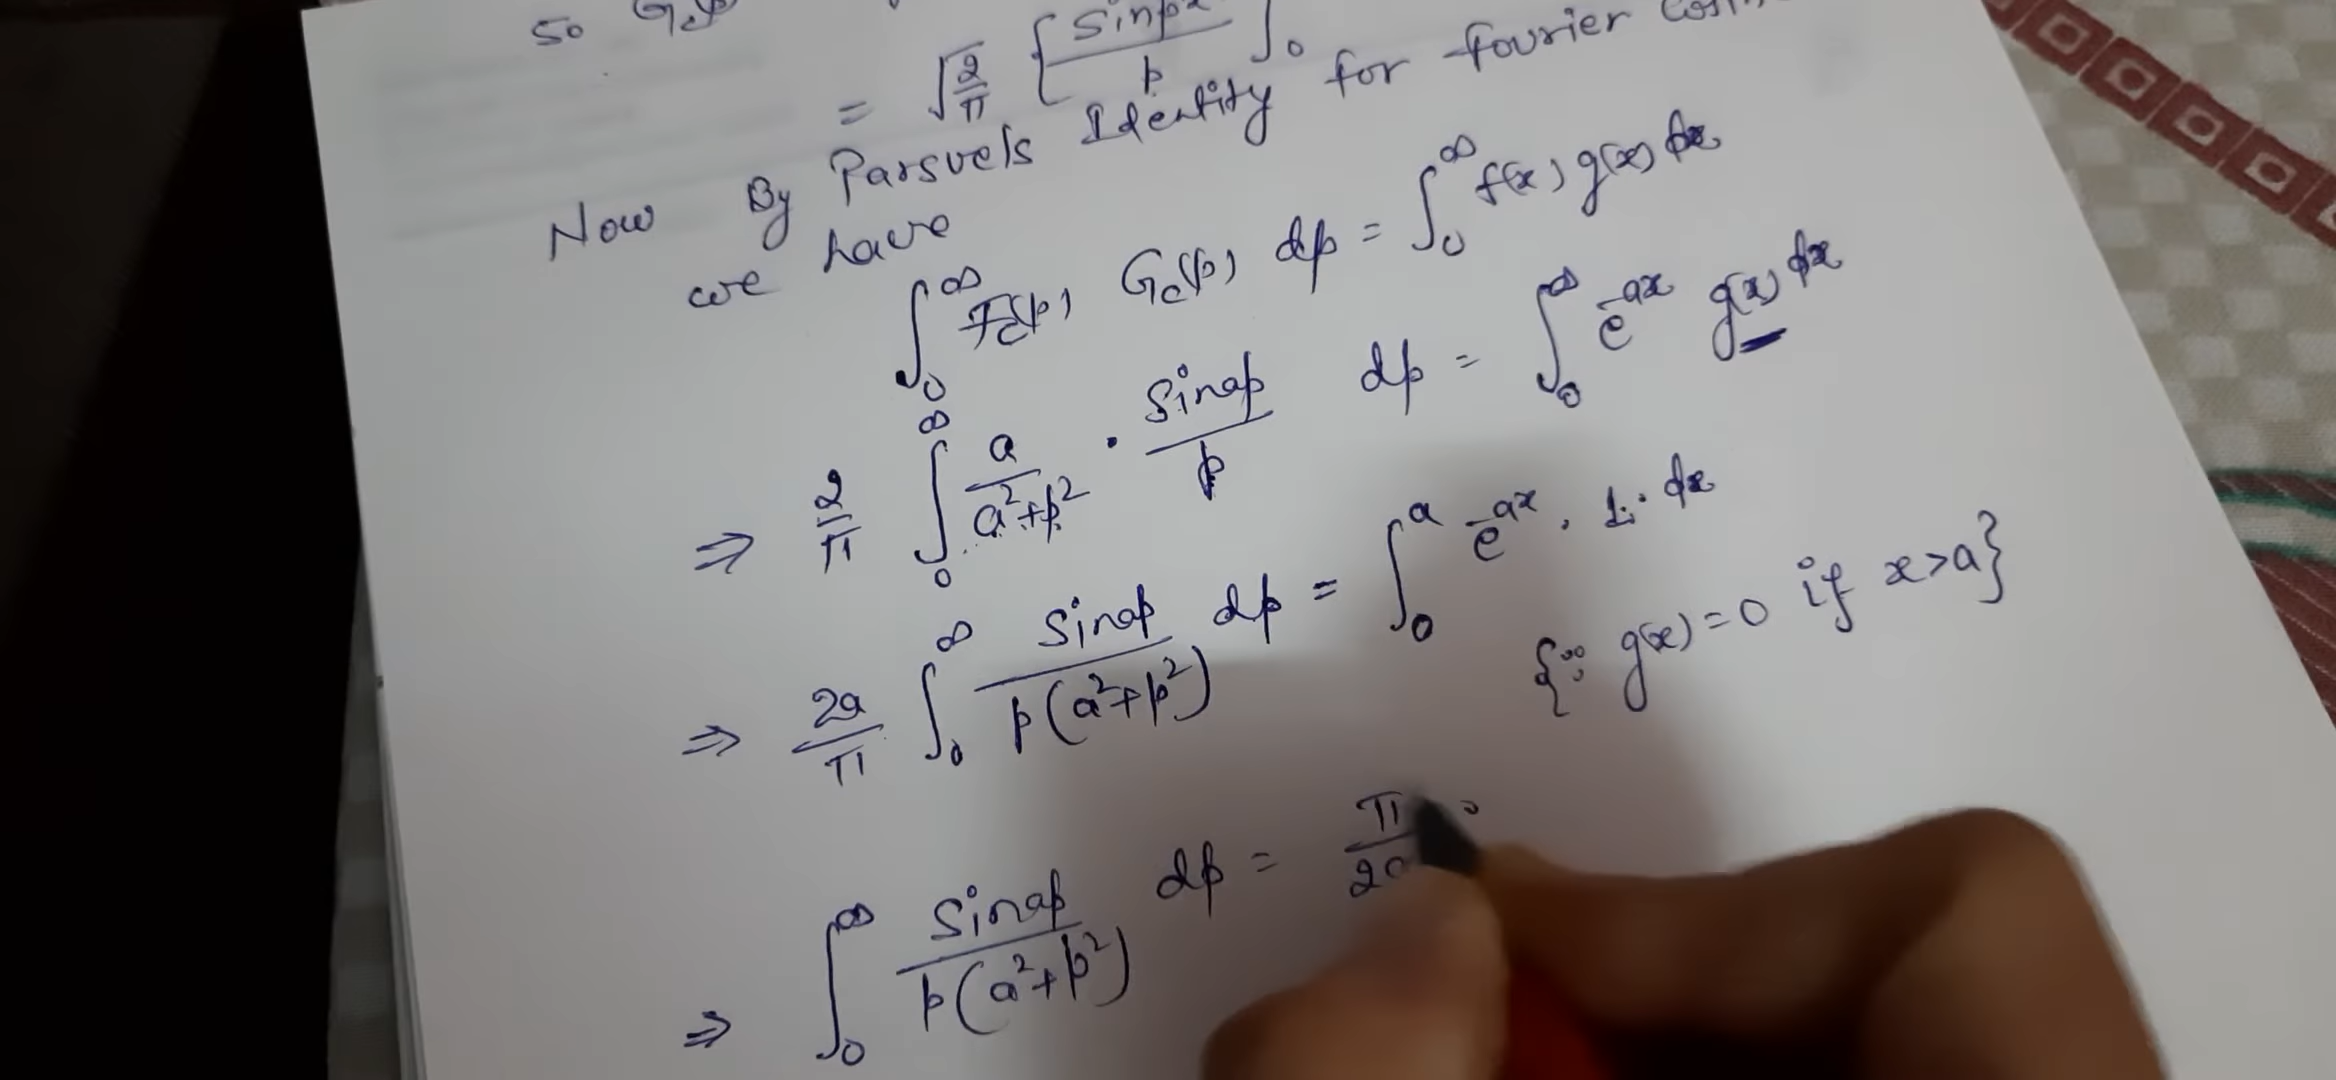 so Gc(p)
= √2/π { sinpx/p }0
Now By Parsvels Identity for fourier
we have
∫0^∞ Fc(p) Gc(p) dp = ∫0^∞ f(x) g(x) dx
⇒ 2/π ∫0^∞ a/(a²+p²) · Sinap/p dp = ∫0^∞ e^-ax g(x) dx
⇒ 2a/π ∫0^∞ Sinap/(p(a²+p²)) dp = ∫0^a e^-ax . 1. dx
{∵ g(x)=0 if x>a}
⇒ ∫0^∞ Sinap/(p(a²+p²)) dp = π/2a